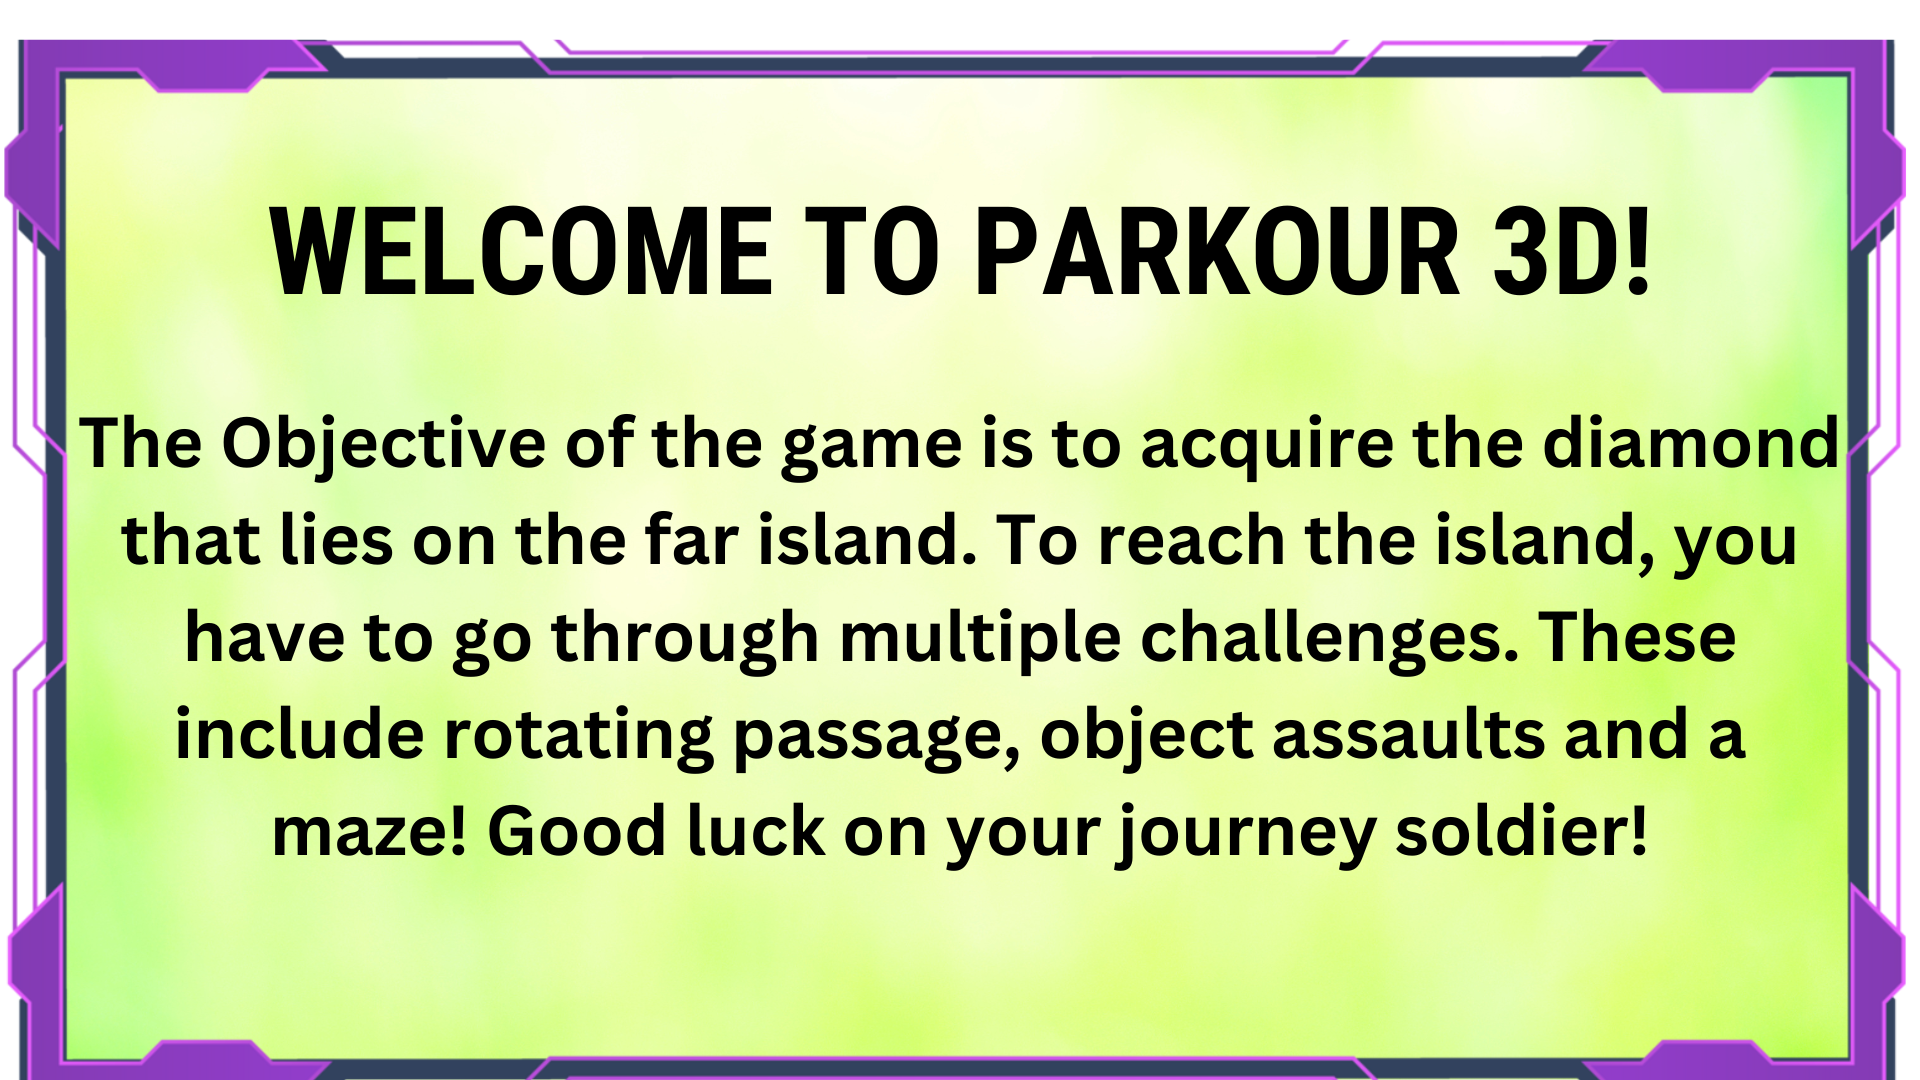 WELCOME TO PARKOUR 3D!
The Objective of the game is to acquire the diamond
that lies on the far island. To reach the island, you
have to go through multiple challenges. These
include rotating passage, object assaults and a
maze! Good luck on your journey soldier!